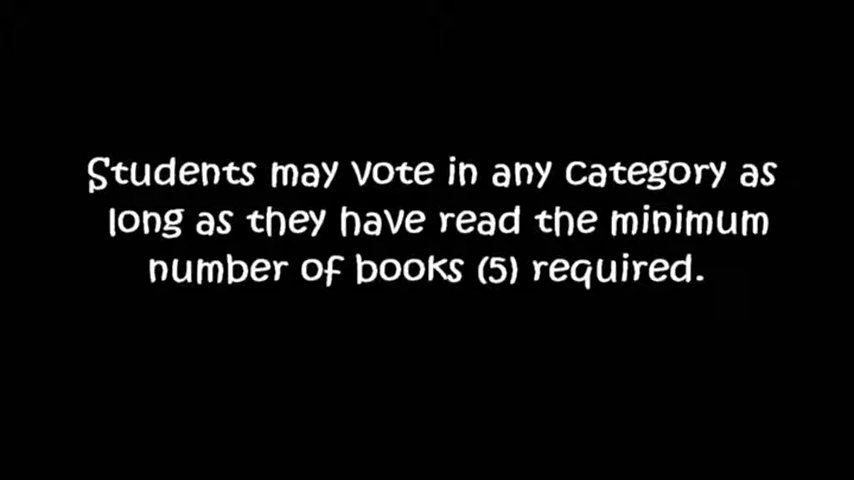 Students may vote in any category as
long as they have read the minimum
number of books (5) required.